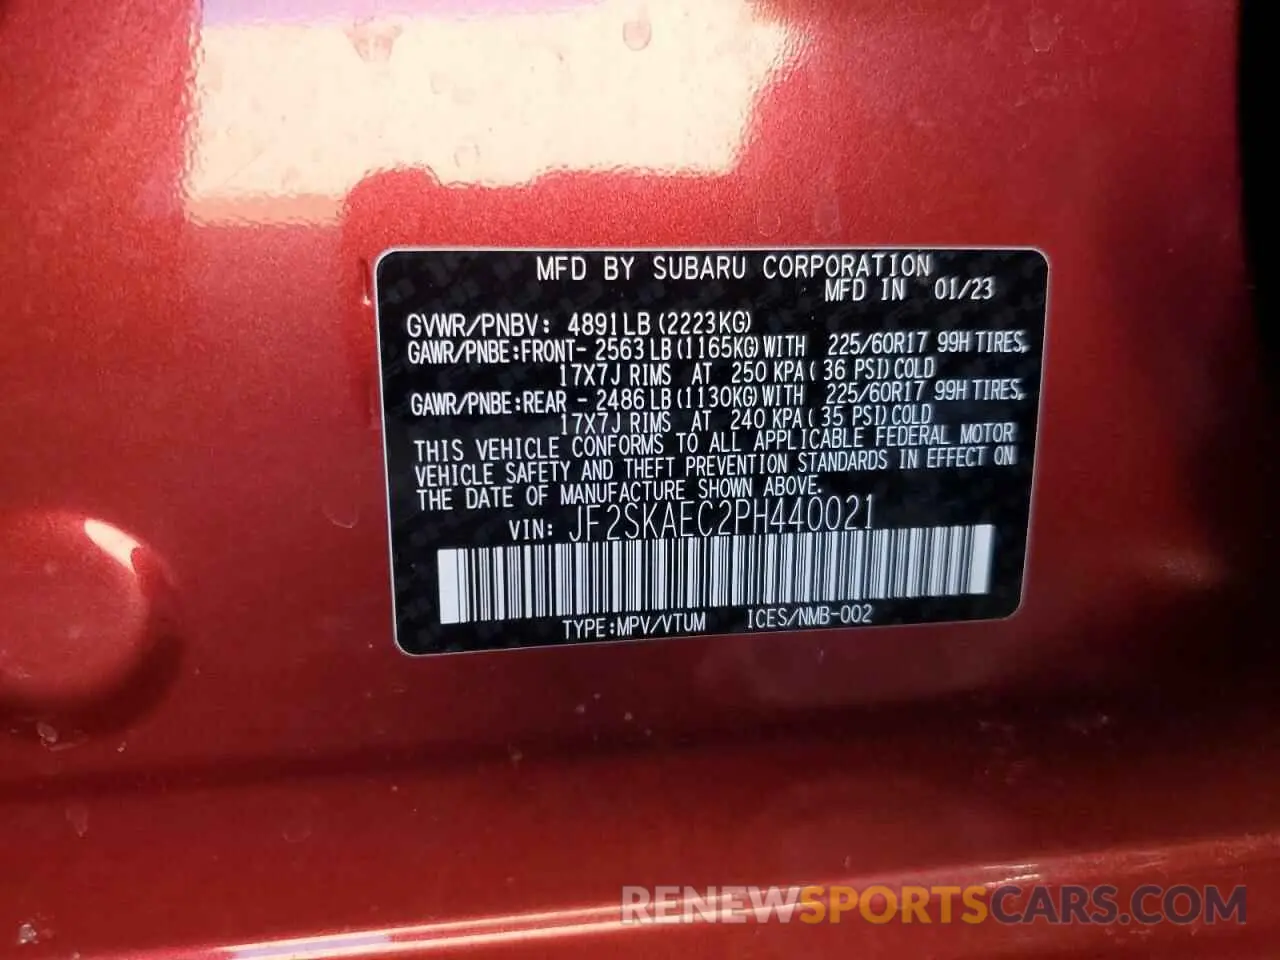 MFD BY SUBARU CORPORATION
MFD IN 01/23
GVWR/PNBV: 4891LB(2223KG)
GAWR/PNBE:FRONT- 2563LB(1165KG)WITH 225/60R17 99H TIRES,
17X7J RIMS AT 250 KPA( 36 PSI)COLD
GAWR/PNBE:REAR - 2486LB(1130KG)WITH 225/60R17 99H TIRES,
17X7J RIMS AT 240 KPA( 35 PSI)COLD
THIS VEHICLE CONFORMS TO ALL APPLICABLE FEDERAL MOTOR
VEHICLE SAFETY AND THEFT PREVENTION STANDARDS IN EFFECT ON
THE DATE OF MANUFACTURE SHOWN ABOVE.
VIN: JF2SKAEC2PH440021
TYPE:MPV/VTUM ICES/NMB-002
RENEWSPORTSCARS.COM